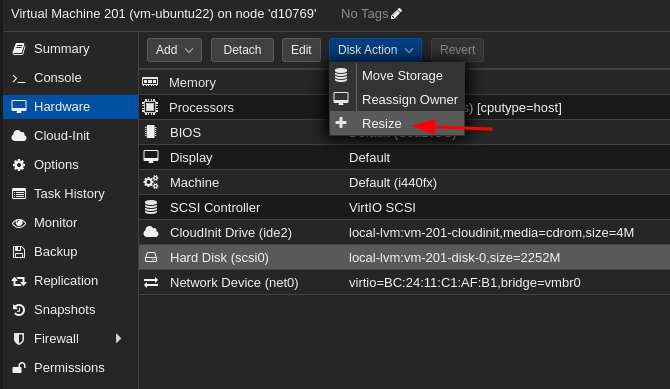 Virtual Machine 201 (vm-ubuntu22) on node 'd10769' No Tags
Summary
Console
Hardware
Cloud-Init
Options
Task History
Monitor
Backup
Replication
Snapshots
Firewall
Permissions
Add Detach Edit Disk Action Revert
Move Storage
Reassign Owner
Resize
Memory
Processors s) [cputype=host]
BIOS Default
Display Default
Machine Default (i440fx)
SCSI Controller VirtIO SCSI
CloudInit Drive (ide2) local-lvm:vm-201-cloudinit,media=cdrom,size=4M
Hard Disk (scsi0) local-lvm:vm-201-disk-0,size=2252M
Network Device (net0) virtio=BC:24:11:C1:AF:B1,bridge=vmbr0